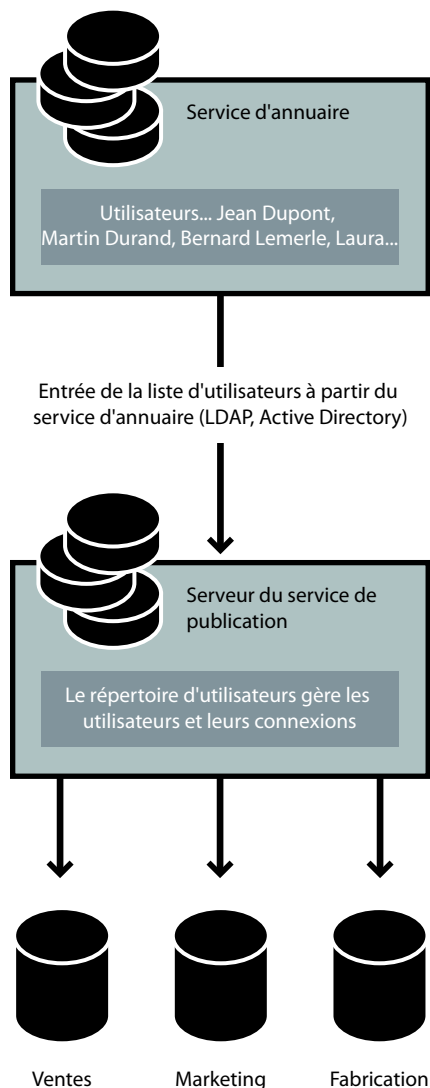 Service d'annuaire
Utilisateurs... Jean Dupont,
Martin Durand, Bernard Lemerle, Laura...
Entrée de la liste d'utilisateurs à partir du
service d'annuaire (LDAP, Active Directory)
Serveur du service de
publication
Le répertoire d'utilisateurs gère les
utilisateurs et leurs connexions
Ventes
Marketing
Fabrication